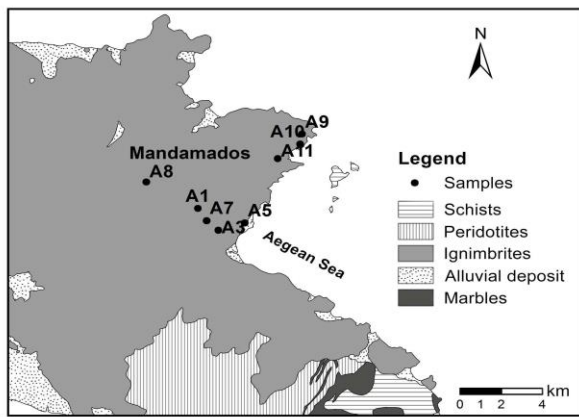 N
A9
A10
A11
Mandamados
A8
A1
A7
A5
A3
Aegean Sea
Legend
Samples
Schists
Peridotites
Ignimbrites
Alluvial deposit
Marbles
km
0 1 2 4